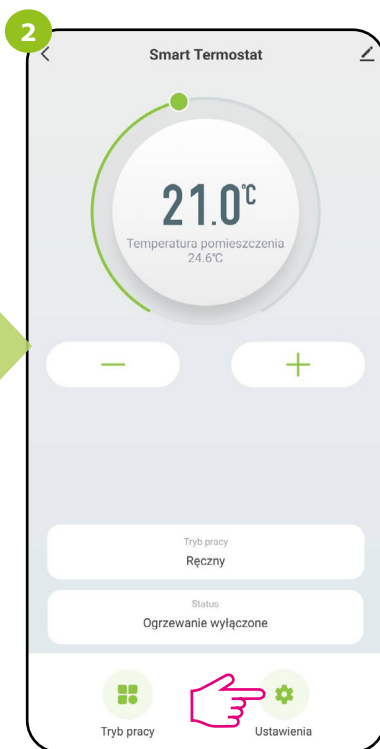 2
Smart Termostat
21.0°C
Temperatura pomieszczenia
24.6°C
Tryb pracy
Ręczny
Status
Ogrzewanie wyłączone
Tryb pracy
Ustawienia